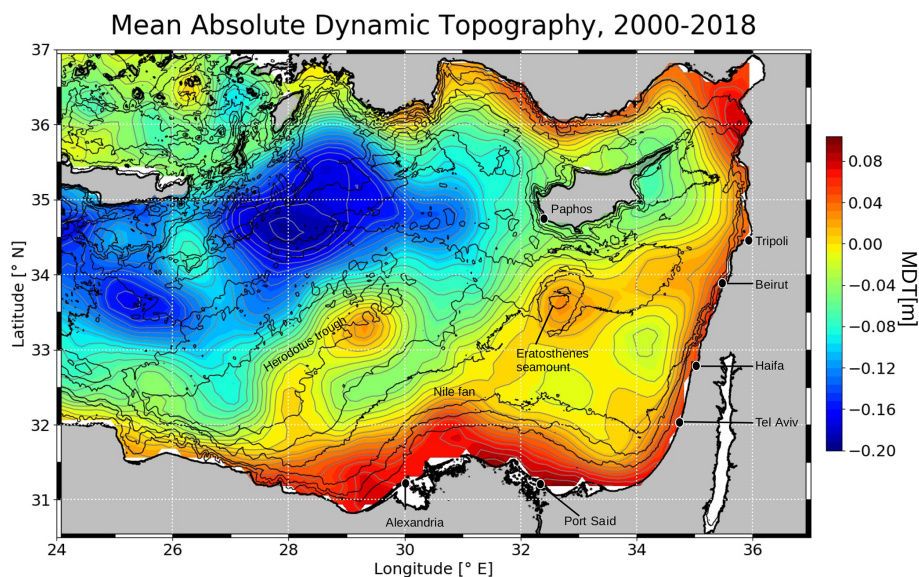 Mean Absolute Dynamic Topography, 2000-2018
37
36
35
34
33
32
31
Latitude [° N]
Paphos
Tripoli
Beirut
Herodotus trough
Eratosthenes
seamount
Haifa
Nile fan
Tel Aviv
Alexandria
Port Said
24
26
28
30
32
34
36
Longitude [° E]
0.08
0.04
0.00
−0.04
−0.08
−0.12
−0.16
−0.20
MDT[m]